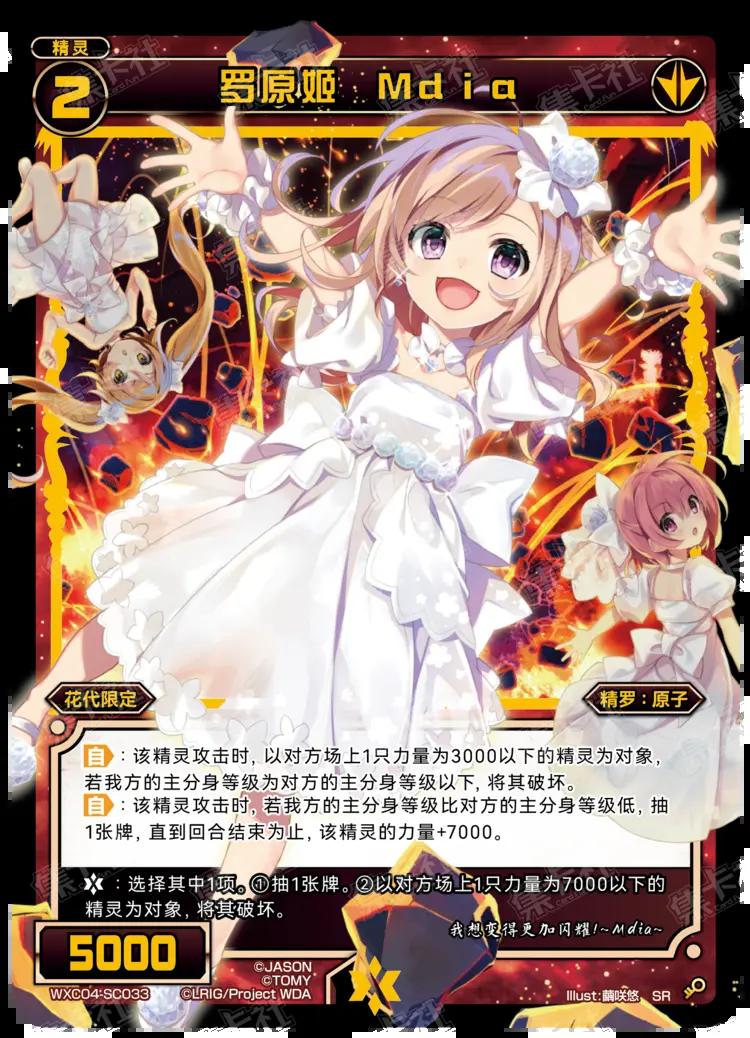 精灵
2
罗原姬 Mdia
花代限定
精罗：原子
自：该精灵攻击时，以对方场上1只力量为3000以下的精灵为对象，
若我方的主分身等级为对方的主分身等级以下，将其破坏。
自：该精灵攻击时，若我方的主分身等级比对方的主分身等级低，抽
1张牌，直到回合结束为止，该精灵的力量+7000。
：选择其中1项。①抽1张牌。②以对方场上1只力量为7000以下的
精灵为对象，将其破坏。
我想变得更加闪耀！~Mdia~
5000
©JASON
©TOMY
WXC04-SC033 ©LRIG/Project WDA
Illust:繭咲悠 SR
集卡社